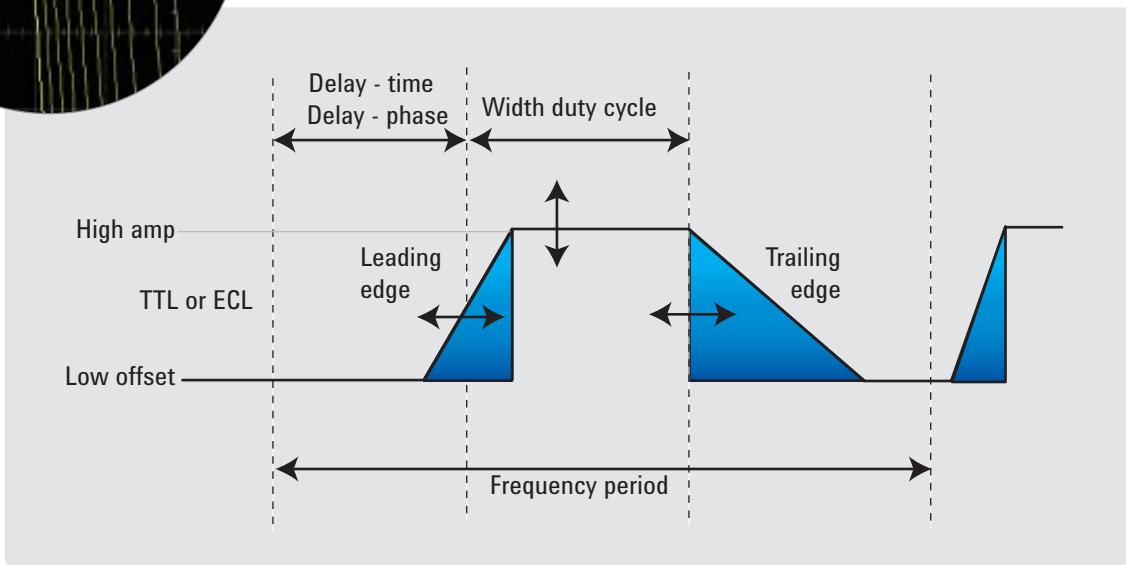 Delay - time
Delay - phase
Width duty cycle
High amp
Leading
edge
Trailing
edge
TTL or ECL
Low offset
Frequency period